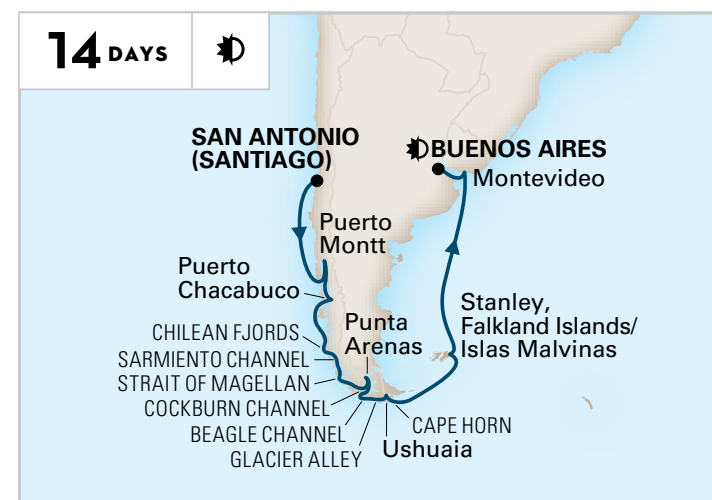 14 DAYS
SAN ANTONIO
(SANTIAGO)
BUENOS AIRES
Montevideo
Puerto
Montt
Puerto
Chacabuco
Punta
Arenas
Stanley,
Falkland Islands/
Islas Malvinas
CHILEAN FJORDS
SARMIENTO CHANNEL
STRAIT OF MAGELLAN
COCKBURN CHANNEL
BEAGLE CHANNEL
GLACIER ALLEY
CAPE HORN
Ushuaia